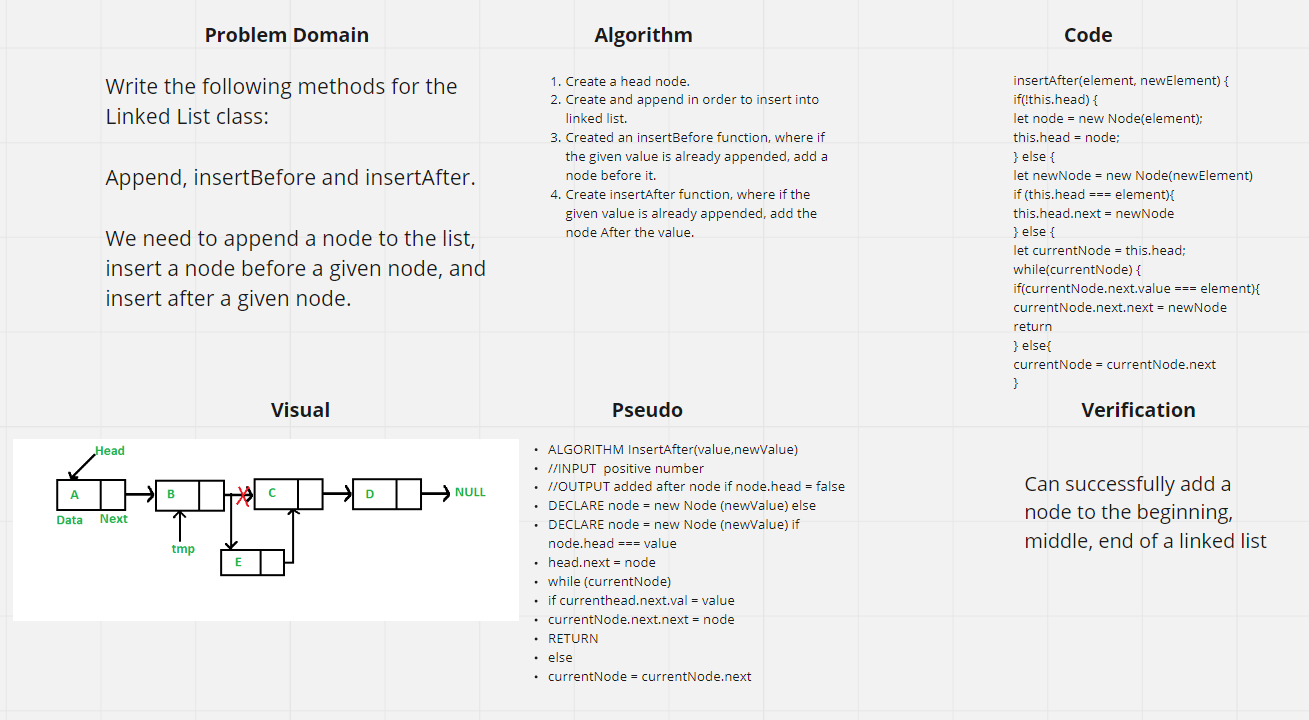 Problem Domain
Write the following methods for the
Linked List class:
Append, insertBefore and insertAfter.
We need to append a node to the list,
insert a node before a given node, and
insert after a given node.
Algorithm
1. Create a head node.
2. Create and append in order to insert into
linked list.
3. Created an insertBefore function, where if
the given value is already appended, add a
node before it.
4. Create insertAfter function, where if the
given value is already appended, add the
node After the value.
Code
insertAfter(element, newElement) {
if(!this.head) {
let node = new Node(element);
this.head = node;
} else {
let newNode = new Node(newElement)
if (this.head === element){
this.head.next = newNode
} else {
let currentNode = this.head;
while(currentNode) {
if(currentNode.next.value === element){
currentNode.next.next = newNode
return
} else{
currentNode = currentNode.next
}
Visual
Head
A
B
C
D
NULL
Data
Next
tmp
E
Pseudo
• ALGORITHM InsertAfter(value,newValue)
• //INPUT positive number
• //OUTPUT added after node if node.head = false
• DECLARE node = new Node (newValue) else
• DECLARE node = new Node (newValue) if
node.head === value
• head.next = node
• while (currentNode)
• if currenthead.next.val = value
• currentNode.next.next = node
• RETURN
• else
• currentNode = currentNode.next
Verification
Can successfully add a
node to the beginning,
middle, end of a linked list